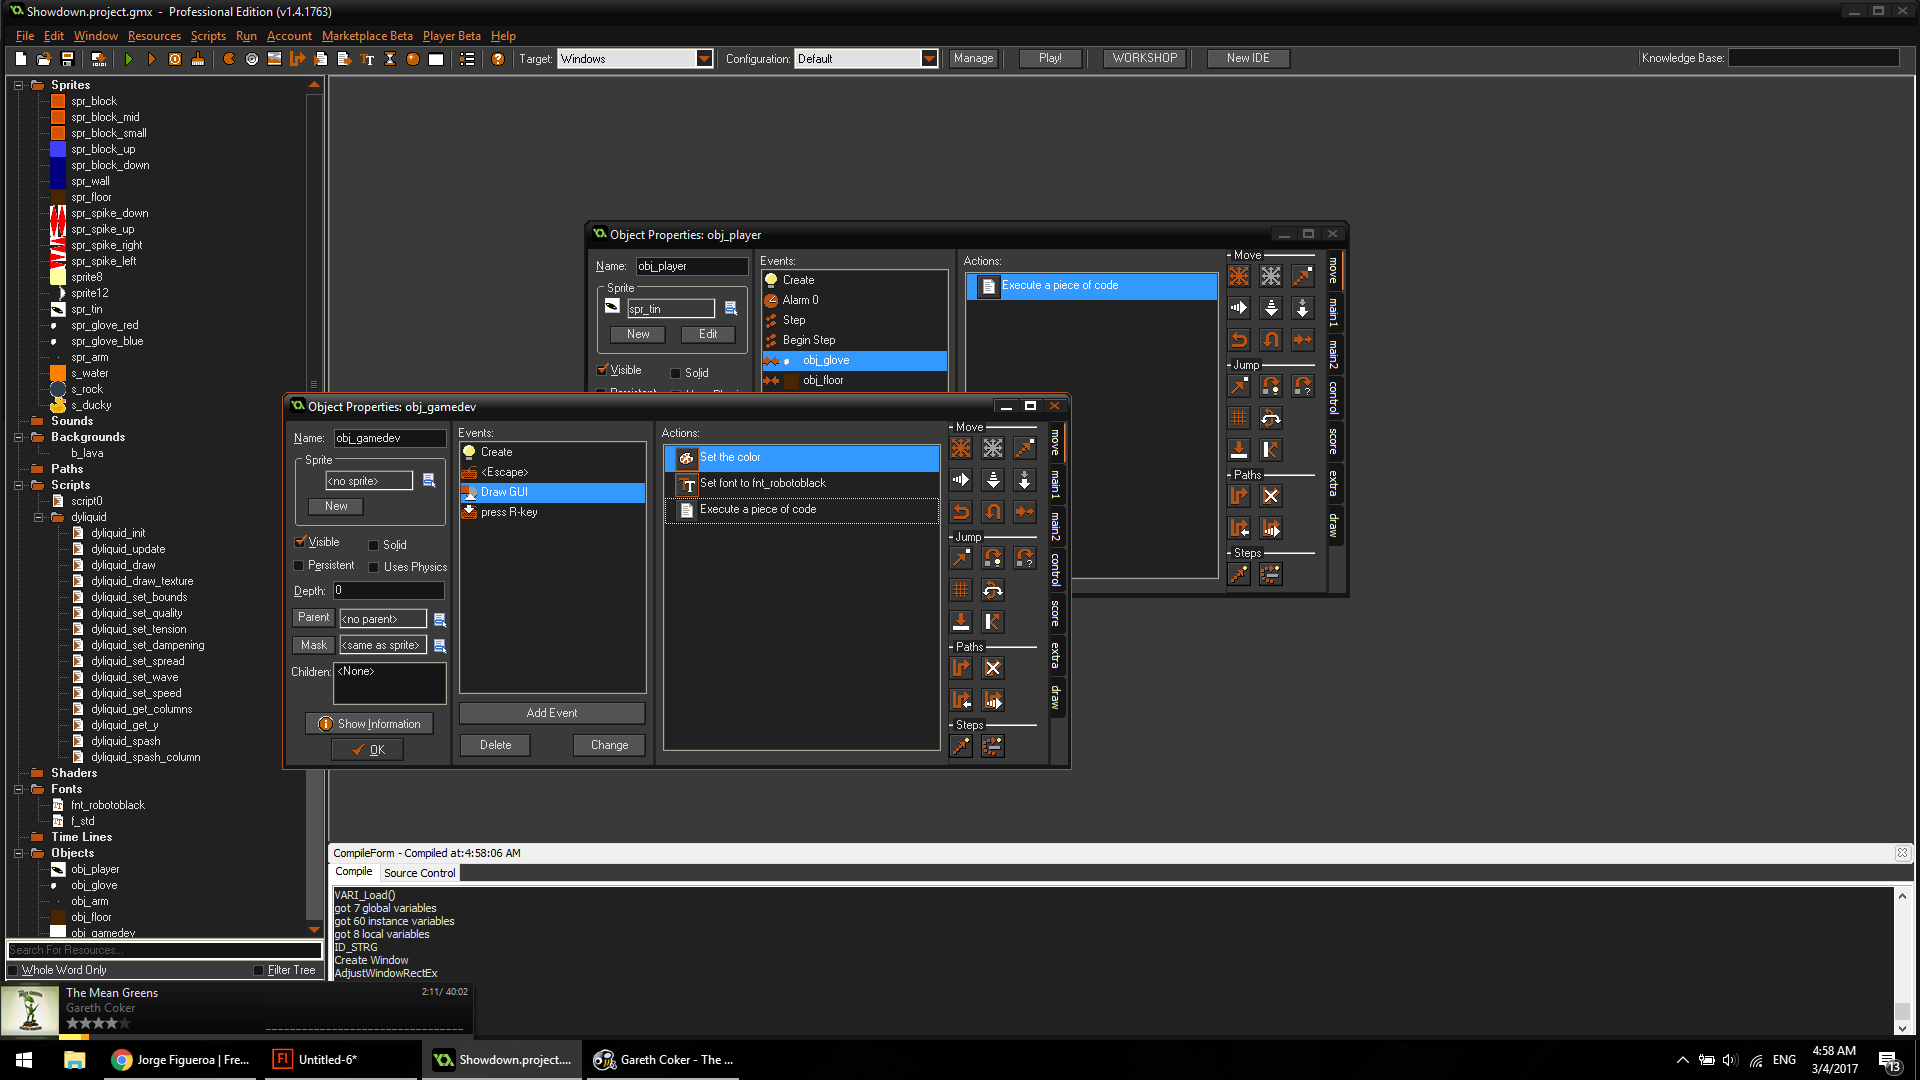 Showdown.project.gmx - Professional Edition (v1.4.1763)
File Edit Window Resources Scripts Run Account Marketplace Beta Player Beta Help
Target: Windows Configuration: Default Manage Play! WORKSHOP New IDE Knowledge Base:
Sprites
spr_block
spr_block_mid
spr_block_small
spr_block_up
spr_block_down
spr_wall
spr_floor
spr_spike_down
spr_spike_up
spr_spike_right
spr_spike_left
sprite8
sprite12
spr_tin
spr_glove_red
spr_glove_blue
spr_arm
s_water
s_rock
s_ducky
Sounds
Backgrounds
b_lava
Paths
Scripts
script0
dyliquid
dyliquid_init
dyliquid_update
dyliquid_draw
dyliquid_draw_texture
dyliquid_set_bounds
dyliquid_set_quality
dyliquid_set_tension
dyliquid_set_dampening
dyliquid_set_spread
dyliquid_set_wave
dyliquid_set_speed
dyliquid_get_columns
dyliquid_get_y
dyliquid_spash
dyliquid_spash_column
Shaders
Fonts
fnt_robotoblack
f_std
Time Lines
Objects
obj_player
obj_glove
obj_arm
obj_floor
obj_gamedev
Search For Resources...
Whole Word Only Filter Tree
Object Properties: obj_player
Name: obj_player
Sprite
spr_tin
New Edit
Visible Solid
Events:
Create
Alarm 0
Step
Begin Step
obj_glove
obj_floor
Actions:
Execute a piece of code
Move
Jump
Paths
Steps
move
main1
main2
control
score
extra
draw
Object Properties: obj_gamedev
Name: obj_gamedev
Sprite
<no sprite>
New
Visible Solid
Persistent Uses Physics
Depth: 0
Parent <no parent>
Mask <same as sprite>
Children: <None>
Show Information
OK
Events:
Create
<Escape>
Draw GUI
press R-key
Add Event
Delete Change
Actions:
Set the color
Set font to fnt_robotoblack
Execute a piece of code
Move
Jump
Paths
Steps
move
main1
main2
control
score
extra
draw
CompileForm - Compiled at:4:58:06 AM
Compile Source Control
VARI_Load()
got 7 global variables
got 60 instance variables
got 8 local variables
ID_STRG
Create Window
AdjustWindowRectEx
The Mean Greens 2:11/ 40:02
Gareth Coker
Jorge Figueroa | Fre... Untitled-6* Showdown.project.... Gareth Coker - The ...
ENG
4:58 AM
3/4/2017
13